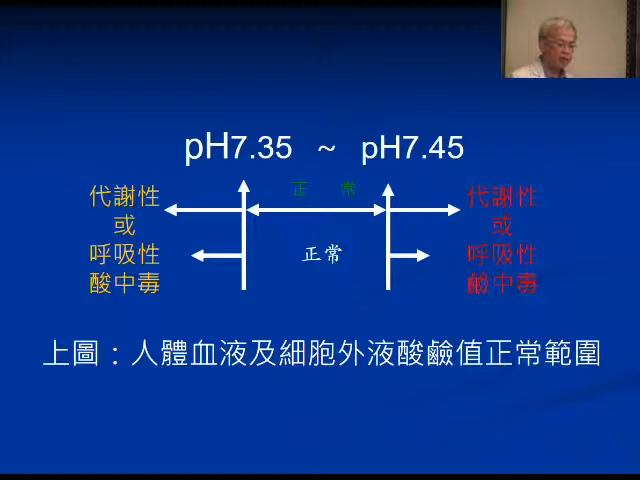 pH7.35 ~ pH7.45
正 常
代謝性
或
呼吸性
酸中毒
正常
代謝性
或
呼吸性
鹼中毒
上圖：人體血液及細胞外液酸鹼值正常範圍